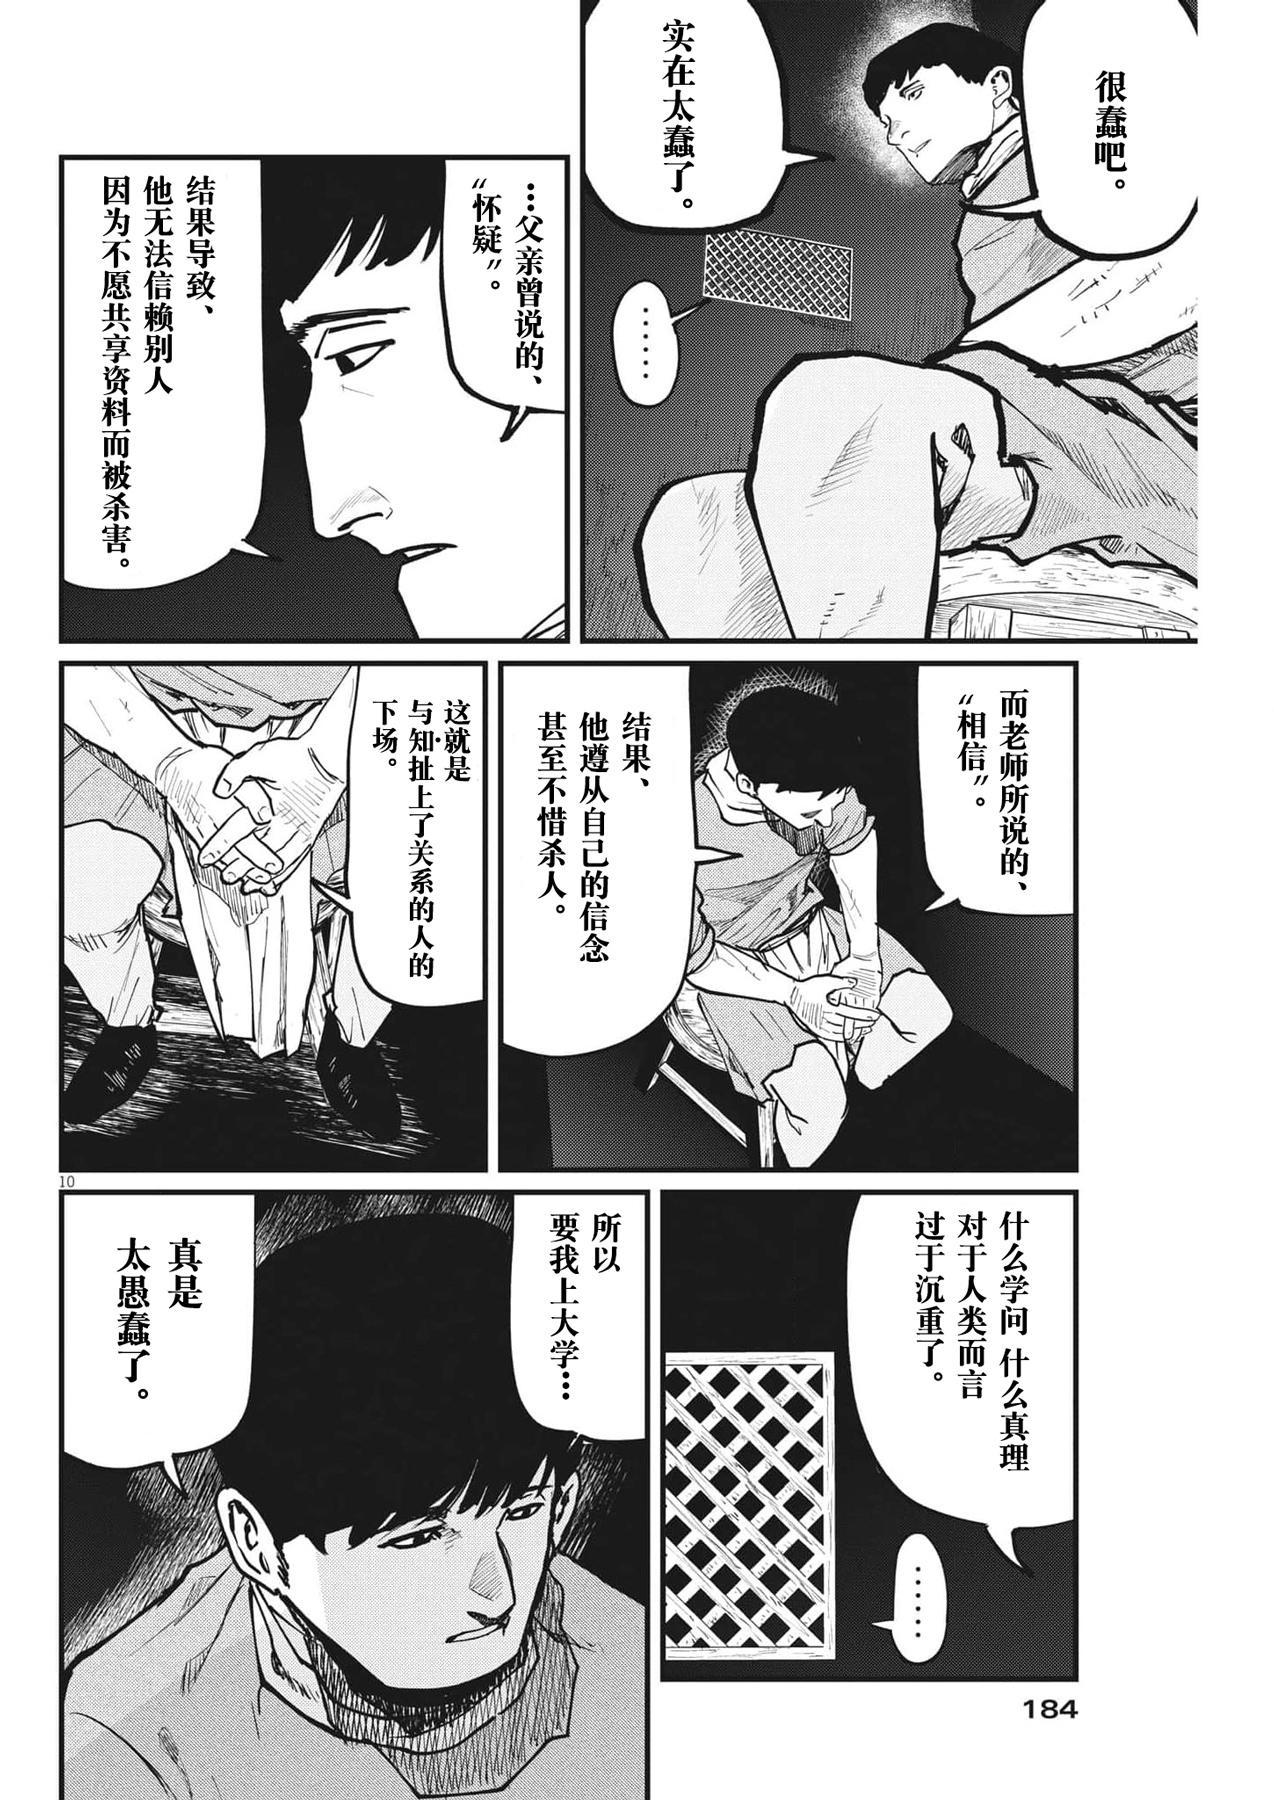 很蠢吧。
实在太蠢了。
……
…父亲曾说的、
“怀疑”。
结果导致、
他无法信赖别人
因为不愿共享资料而被杀害。
而老师所说的、
“相信”。
结果、
他遵从自己的信念
甚至不惜杀人。
这就是
与知扯上了关系的人的
下场。
什么学问 什么真理
对于人类而言
过于沉重了。
……
所以
要我上大学…
真是
太愚蠢了。
10
184